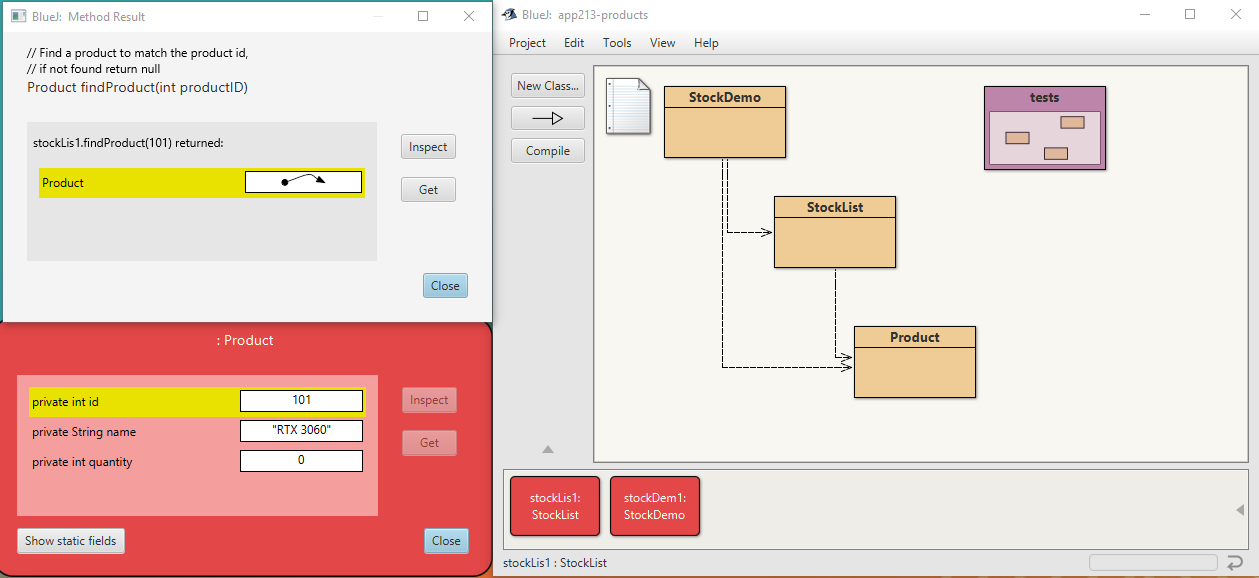 BlueJ: Method Result
// Find a product to match the product id,
// if not found return null
Product findProduct(int productID)
stockLis1.findProduct(101) returned:
Product
Inspect
Get
Close
: Product
private int id
101
private String name
"RTX 3060"
private int quantity
0
Inspect
Get
Show static fields
Close
BlueJ: app213-products
Project Edit Tools View Help
New Class...
Compile
StockDemo
tests
StockList
Product
stockLis1:
StockList
stockDem1:
StockDemo
stockLis1 : StockList